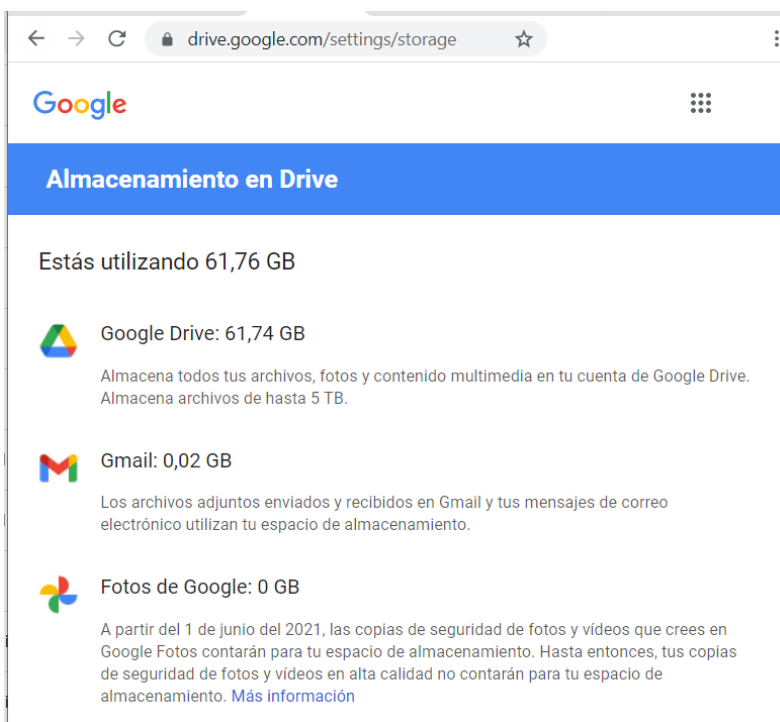 drive.google.com/settings/storage
Google
Almacenamiento en Drive
Estás utilizando 61,76 GB
Google Drive: 61,74 GB
Almacena todos tus archivos, fotos y contenido multimedia en tu cuenta de Google Drive.
Almacena archivos de hasta 5 TB.
Gmail: 0,02 GB
Los archivos adjuntos enviados y recibidos en Gmail y tus mensajes de correo
electrónico utilizan tu espacio de almacenamiento.
Fotos de Google: 0 GB
A partir del 1 de junio del 2021, las copias de seguridad de fotos y vídeos que crees en
Google Fotos contarán para tu espacio de almacenamiento. Hasta entonces, tus copias
de seguridad de fotos y vídeos en alta calidad no contarán para tu espacio de
almacenamiento. Más información